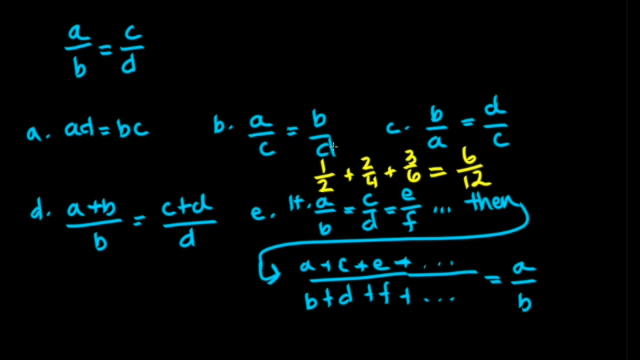 a/b = c/d
a. ad = bc
b. a/c = b/d
c. b/a = d/c
1/2 + 2/4 + 3/6 = 6/12
d. a+b/b = c+d/d
e. If a/b = c/d = e/f ... then
a+c+e+.../b+d+f+... = a/b